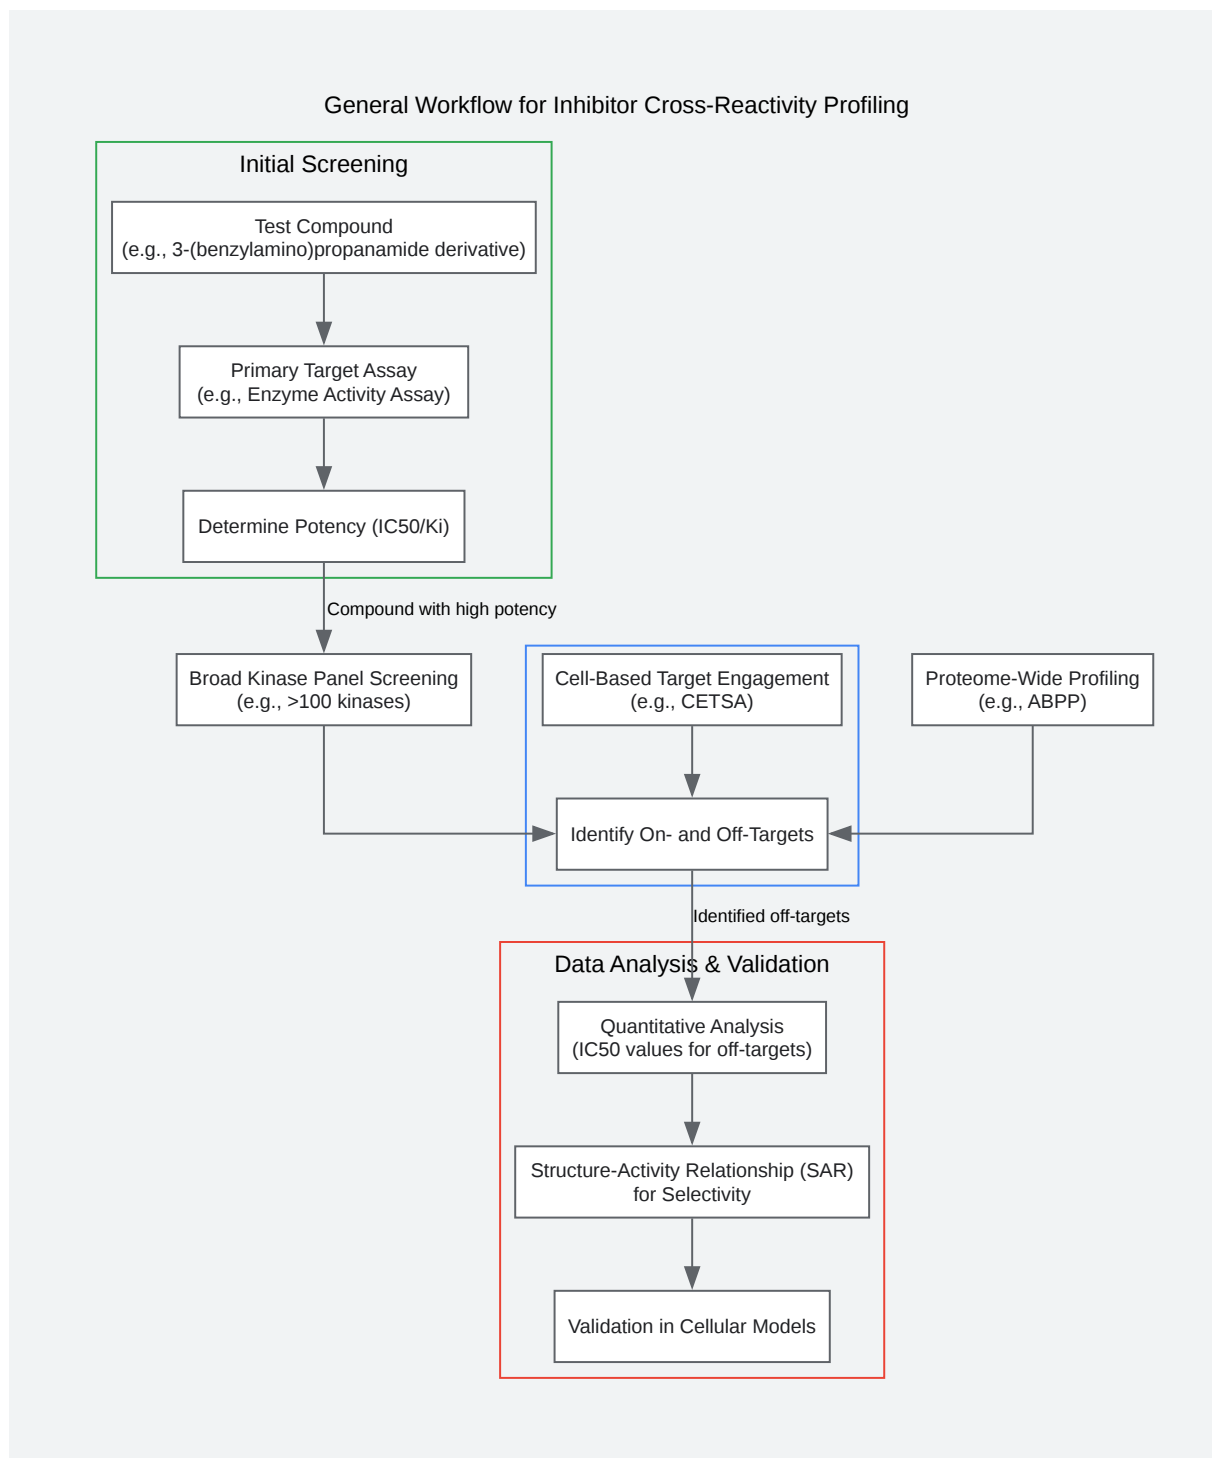 General Workflow for Inhibitor Cross-Reactivity Profiling
Initial Screening
Test Compound
(e.g., 3-(benzylamino)propanamide derivative)
Primary Target Assay
(e.g., Enzyme Activity Assay)
Determine Potency (IC50/Ki)
Compound with high potency
Broad Kinase Panel Screening
(e.g., >100 kinases)
Cell-Based Target Engagement
(e.g., CETSA)
Proteome-Wide Profiling
(e.g., ABPP)
Identify On- and Off-Targets
Identified off-targets
Data Analysis & Validation
Quantitative Analysis
(IC50 values for off-targets)
Structure-Activity Relationship (SAR)
for Selectivity
Validation in Cellular Models